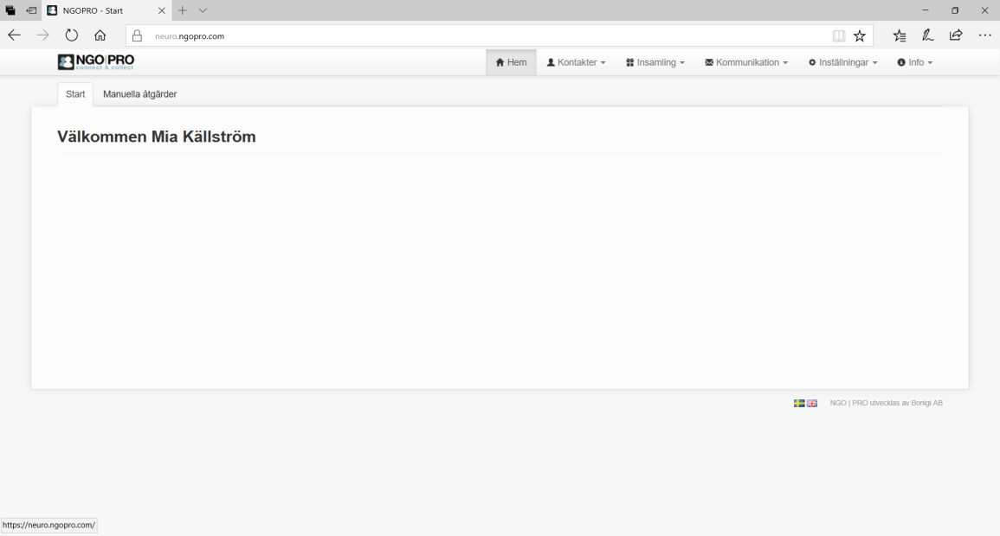 NGOPRO - Start
neuro.ngopro.com
NGO|PRO
connect & collect
Hem Kontakter Insamling Kommunikation Inställningar Info
Start Manuella åtgärder
Välkommen Mia Källström
NGO | PRO utvecklas av Bonigi AB
https://neuro.ngopro.com/